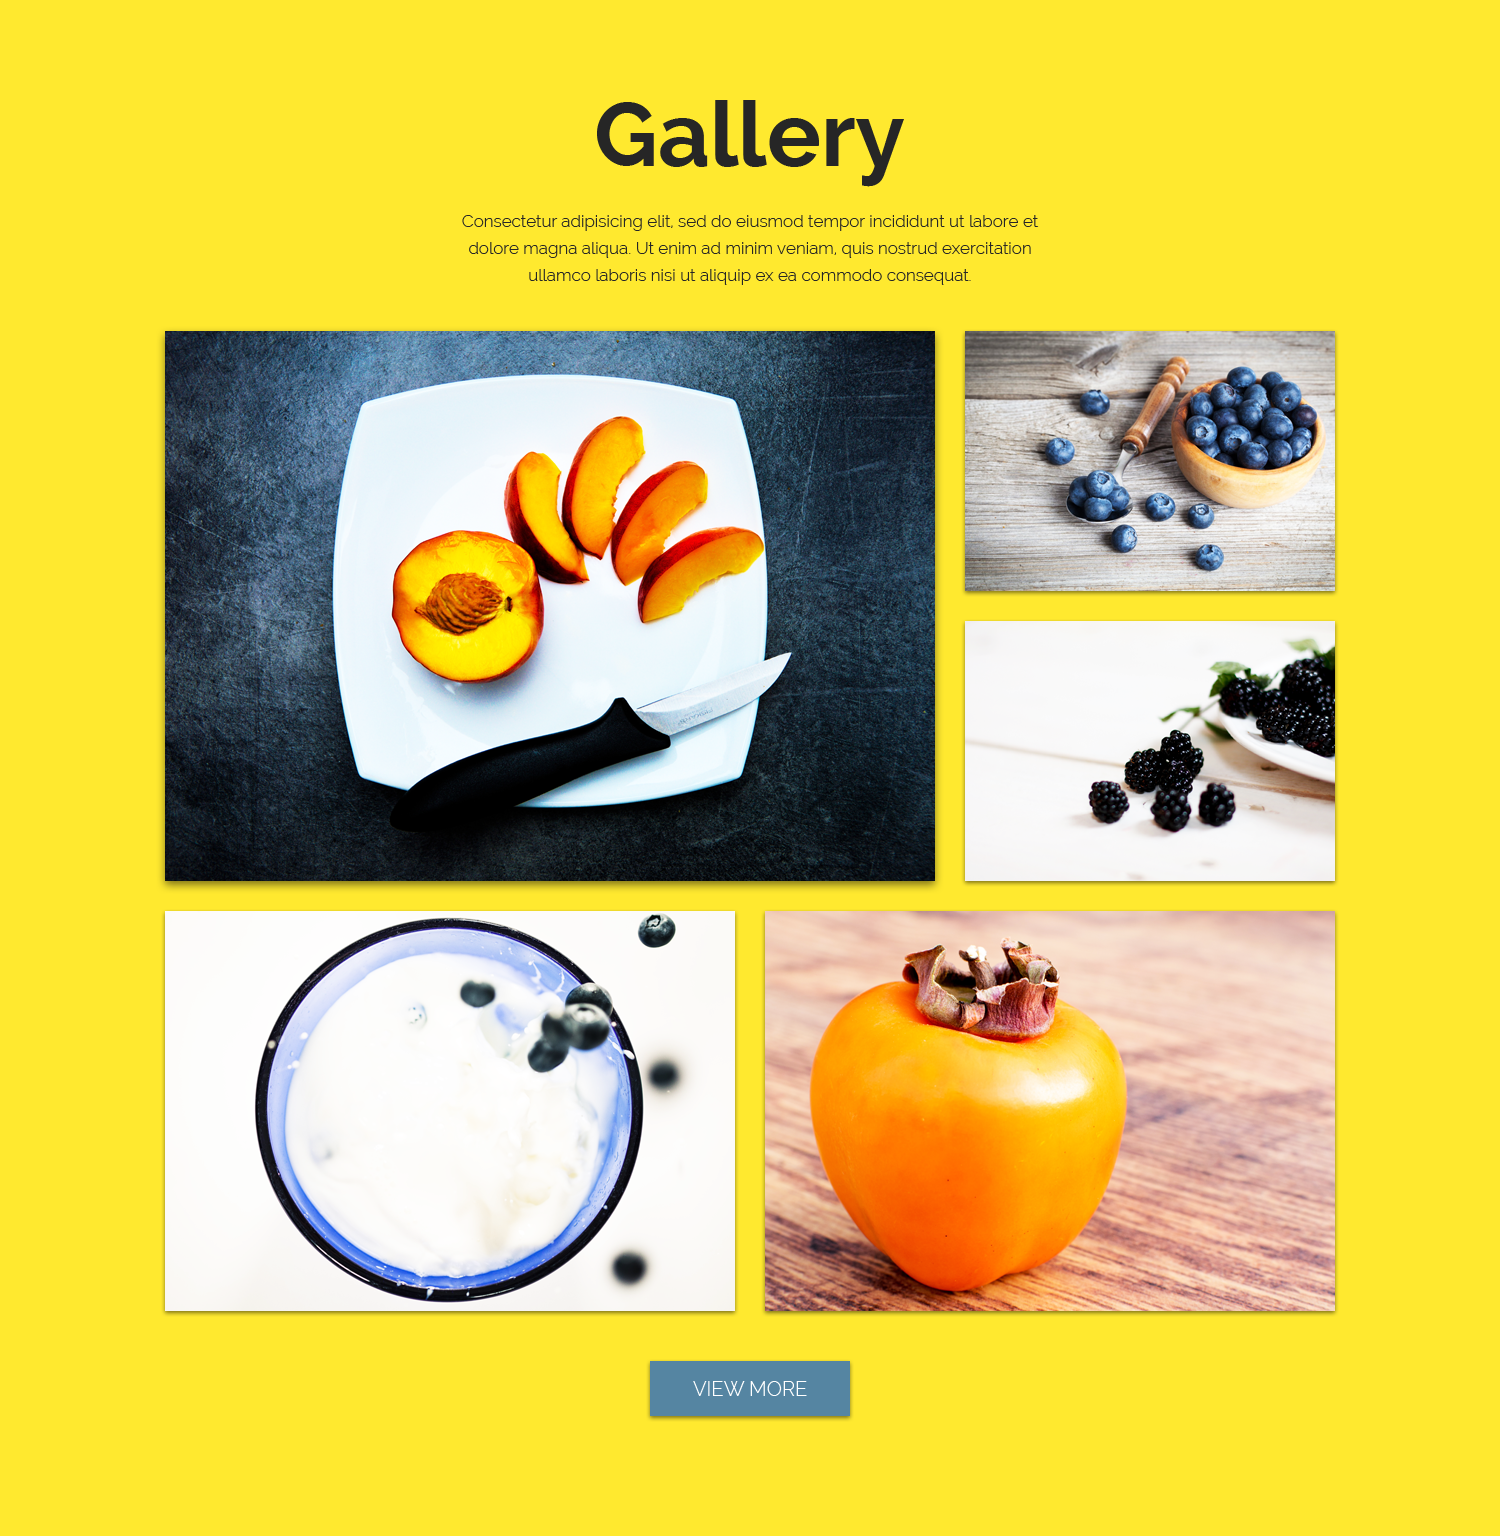 Gallery
Consectetur adipisicing elit, sed do eiusmod tempor incididunt ut labore et
dolore magna aliqua. Ut enim ad minim veniam, quis nostrud exercitation
ullamco laboris nisi ut aliquip ex ea commodo consequat.
VIEW MORE